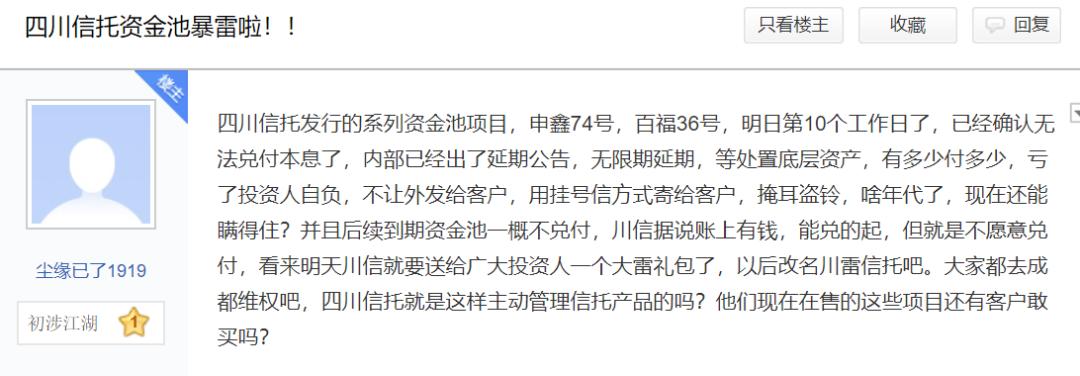 四川信托资金池暴雷啦！！
只看楼主
收藏
回复
楼主
四川信托发行的系列资金池项目，申鑫74号，百福36号，明日第10个工作日了，已经确认无
法兑付本息了，内部已经出了延期公告，无限期延期，等处置底层资产，有多少付多少，亏
了投资人自负，不让外发给客户，用挂号信方式寄给客户，掩耳盗铃，啥年代了，现在还能
瞒得住？并且后续到期资金池一概不兑付，川信据说账上有钱，能兑的起，但就是不愿意兑
付，看来明天川信就要送给广大投资人一个大雷礼包了，以后改名川雷信托吧。大家都去成
都维权吧，四川信托就是这样主动管理信托产品的吗？他们现在在售的这些项目还有客户敢
买吗？
尘缘已了1919
初涉江湖 1